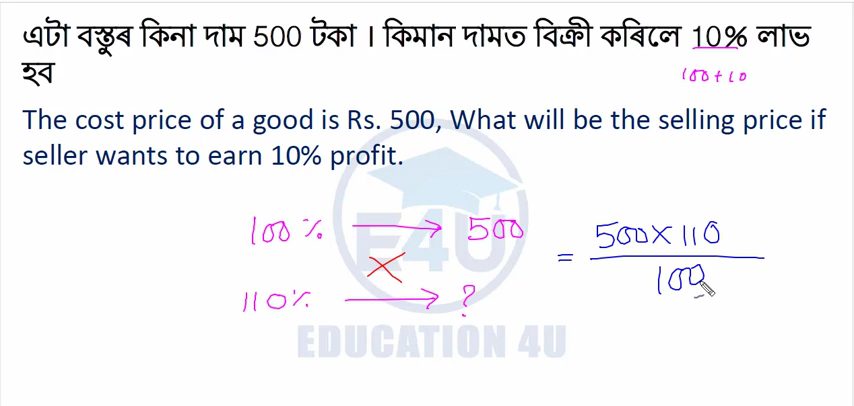 এটা বস্তুৰ কিনা দাম 500 টকা । কিমান দামত বিক্ৰী কৰিলে 10% লাভ
হব
100+10
The cost price of a good is Rs. 500, What will be the selling price if
seller wants to earn 10% profit.
100% → 500
110% → ?
= 500×110
100
E4U
EDUCATION 4U